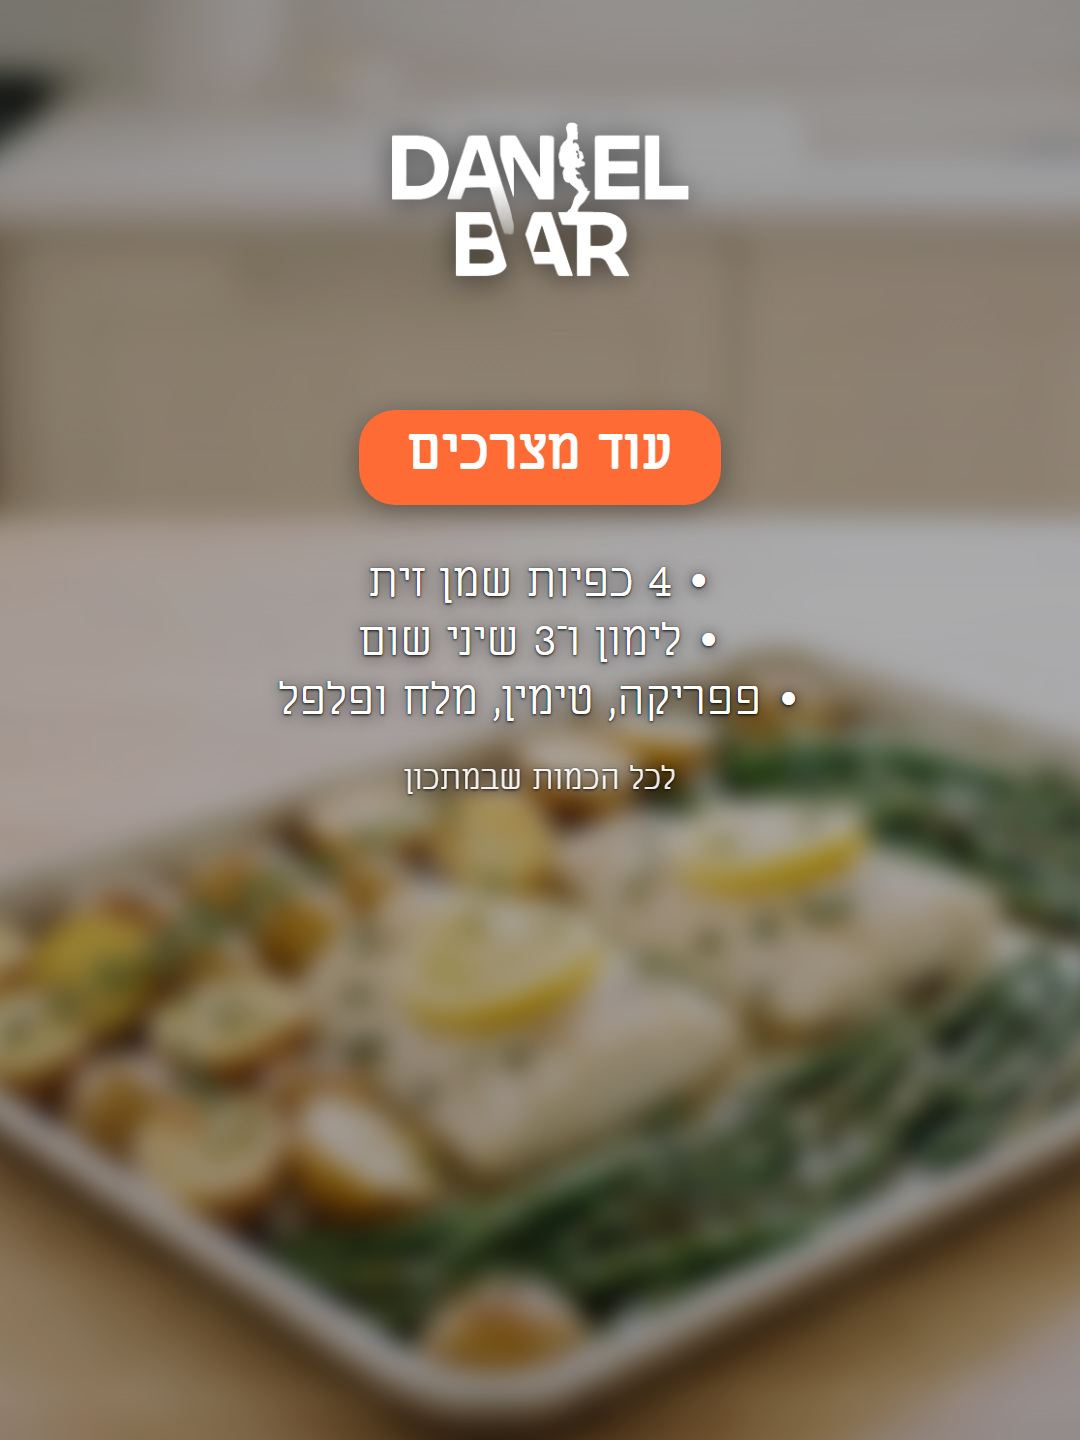 DANIEL
BAR
עוד מצרכים
• 4 כפיות שמן זית
• לימון ו־3 שיני שום
• פפריקה, טימין, מלח ופלפל
לכל הכמות שבמתכון